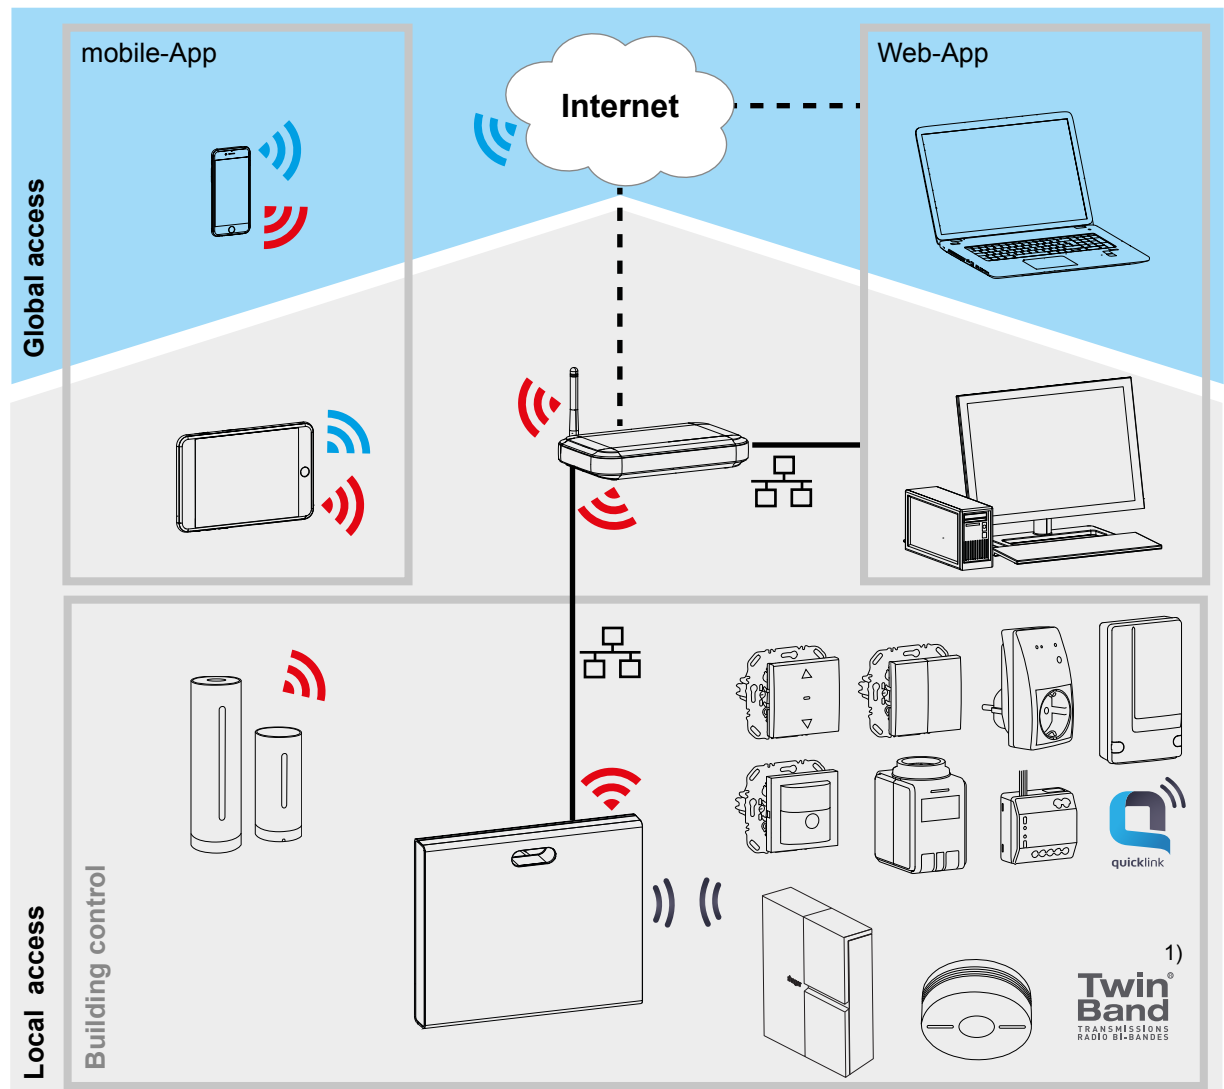 mobile-App
Internet
Web-App
Global access
Local access
Building control
quicklink
1)
Twin®
Band
TRANSMISSIONS
RADIO BI-BANDES